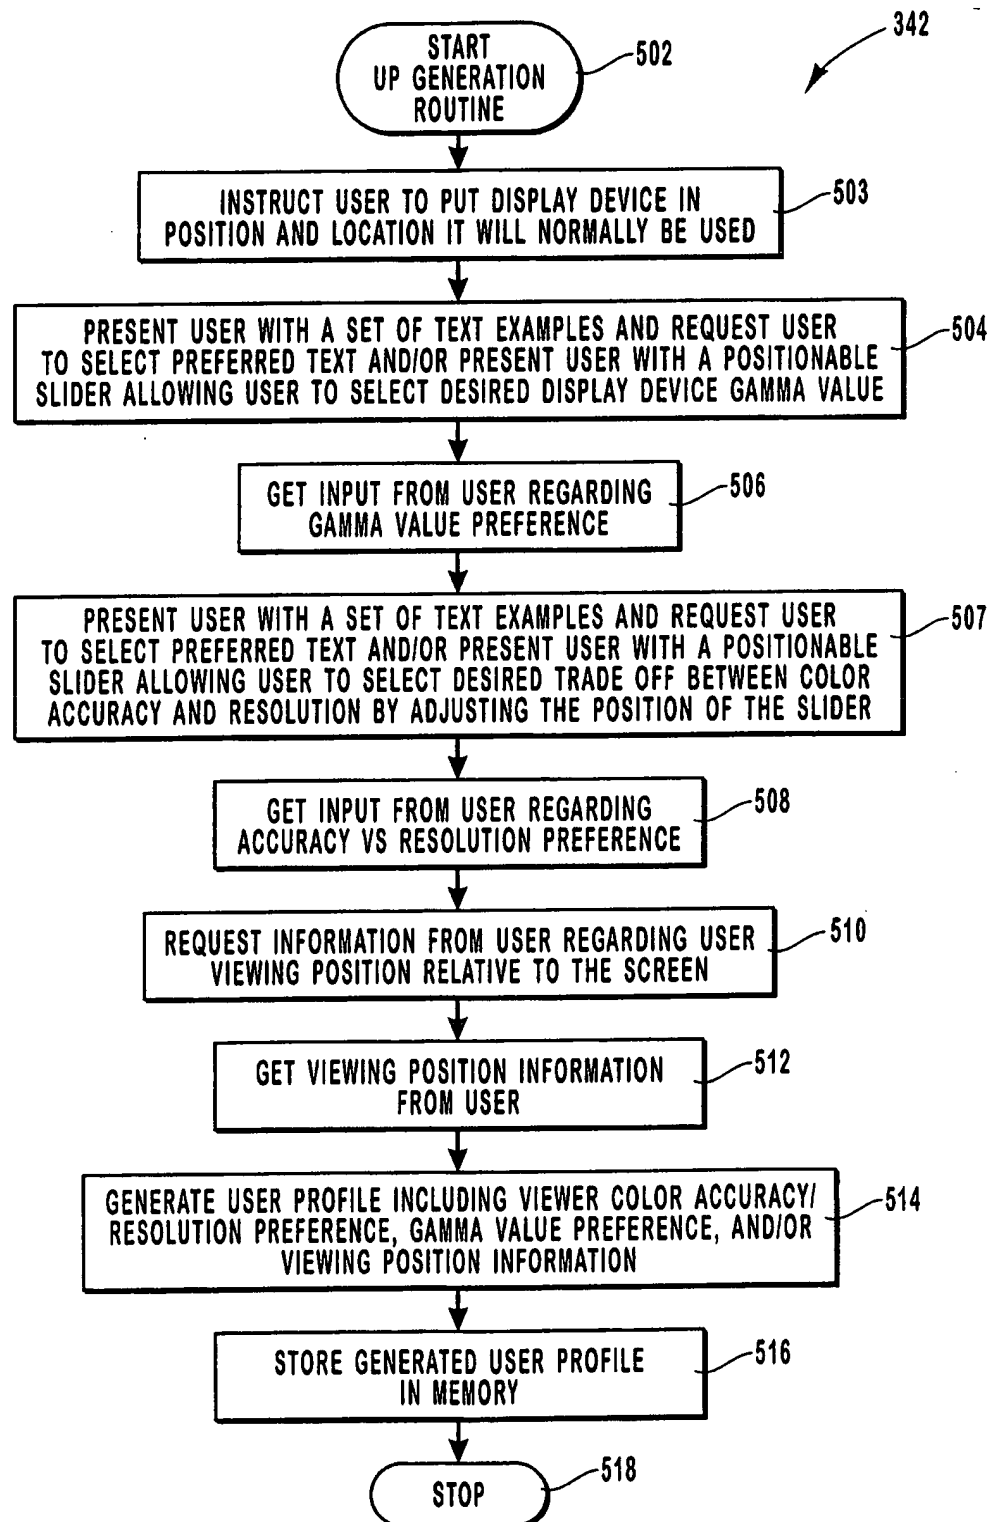 342
START
UP GENERATION
ROUTINE
502
INSTRUCT USER TO PUT DISPLAY DEVICE IN
POSITION AND LOCATION IT WILL NORMALLY BE USED
503
PRESENT USER WITH A SET OF TEXT EXAMPLES AND REQUEST USER
TO SELECT PREFERRED TEXT AND/OR PRESENT USER WITH A POSITIONABLE
SLIDER ALLOWING USER TO SELECT DESIRED DISPLAY DEVICE GAMMA VALUE
504
GET INPUT FROM USER REGARDING
GAMMA VALUE PREFERENCE
506
PRESENT USER WITH A SET OF TEXT EXAMPLES AND REQUEST USER
TO SELECT PREFERRED TEXT AND/OR PRESENT USER WITH A POSITIONABLE
SLIDER ALLOWING USER TO SELECT DESIRED TRADE OFF BETWEEN COLOR
ACCURACY AND RESOLUTION BY ADJUSTING THE POSITION OF THE SLIDER
507
GET INPUT FROM USER REGARDING
ACCURACY VS RESOLUTION PREFERENCE
508
REQUEST INFORMATION FROM USER REGARDING USER
VIEWING POSITION RELATIVE TO THE SCREEN
510
GET VIEWING POSITION INFORMATION
FROM USER
512
GENERATE USER PROFILE INCLUDING VIEWER COLOR ACCURACY/
RESOLUTION PREFERENCE, GAMMA VALUE PREFERENCE, AND/OR
VIEWING POSITION INFORMATION
514
STORE GENERATED USER PROFILE
IN MEMORY
516
STOP
518